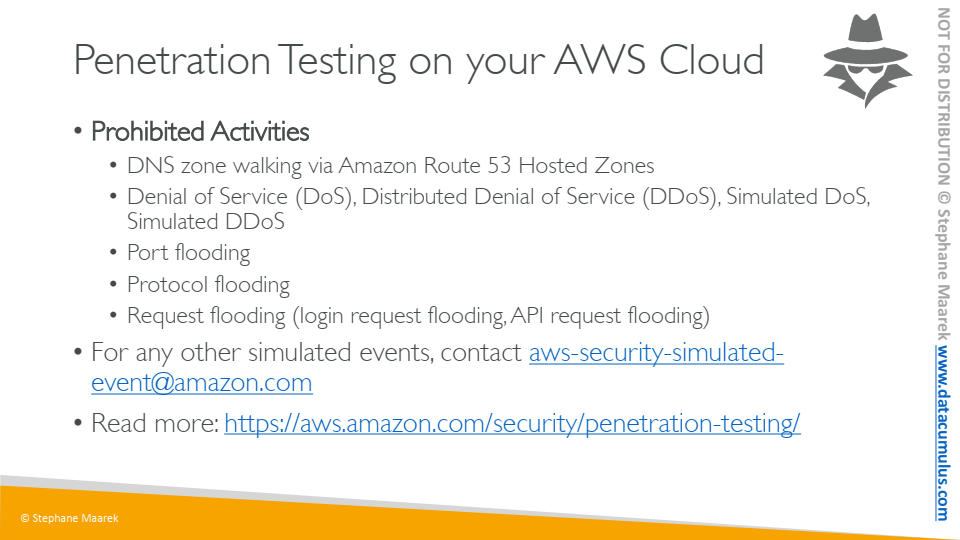 Penetration Testing on your AWS Cloud
• Prohibited Activities
• DNS zone walking via Amazon Route 53 Hosted Zones
• Denial of Service (DoS), Distributed Denial of Service (DDoS), Simulated DoS,
Simulated DDoS
• Port flooding
• Protocol flooding
• Request flooding (login request flooding, API request flooding)
• For any other simulated events, contact aws-security-simulated-
event@amazon.com
• Read more: https://aws.amazon.com/security/penetration-testing/
© Stephane Maarek
NOT FOR DISTRIBUTION © Stephane Maarek www.datacumulus.com